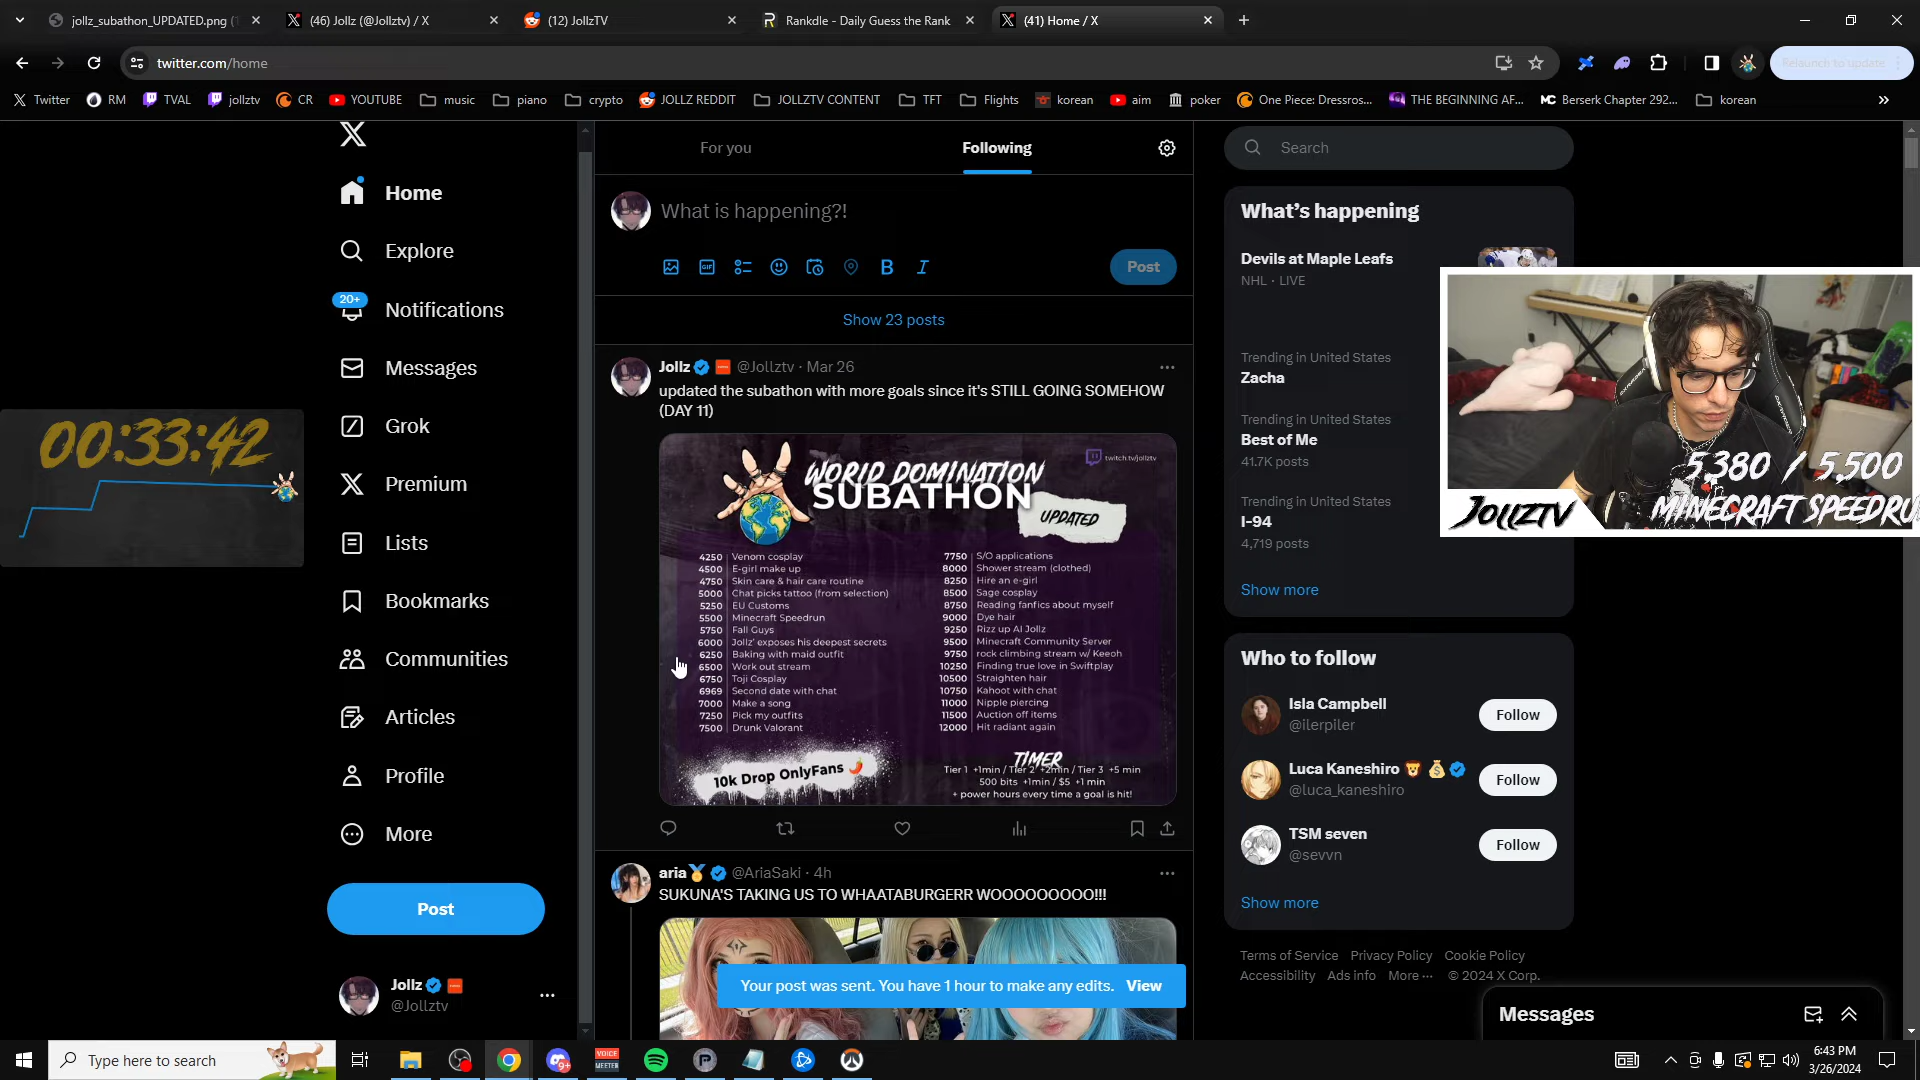 jollz_subathon_UPDATED.png (
(46) Jollz (@Jollztv) / X
(12) JollzTV
Rankdle - Daily Guess the Rank
(41) Home / X
twitter.com/home
Relaunch to update
Twitter
RM
TVAL
jollztv
CR
YOUTUBE
music
piano
crypto
JOLLZ REDDIT
JOLLZTV CONTENT
TFT
Flights
korean
aim
poker
One Piece: Dressros...
THE BEGINNING AF...
Berserk Chapter 292...
korean
Home
Explore
20+
Notifications
Messages
Grok
Premium
Lists
Bookmarks
Communities
Articles
Profile
More
Post
Jollz
@Jollztv
00:33:42
For you
Following
What is happening?!
GIF
B
I
Post
Show 23 posts
Jollz @Jollztv · Mar 26
updated the subathon with more goals since it's STILL GOING SOMEHOW
(DAY 11)
twitch.tv/jollztv
WORLD DOMINATION
SUBATHON
UPDATED
4250 Venom cosplay
4500 E-girl make up
4750 Skin care & hair care routine
5000 Chat picks tattoo (from selection)
5250 EU Customs
5500 Minecraft Speedrun
5750 Fall Guys
6000 Jollz' exposes his deepest secrets
6250 Baking with maid outfit
6500 Work out stream
6750 Toji Cosplay
6969 Second date with chat
7000 Make a song
7250 Pick my outfits
7500 Drunk Valorant
7750 S/O applications
8000 Shower stream (clothed)
8250 Hire an e-girl
8500 Sage cosplay
8750 Reading fanfics about myself
9000 Dye hair
9250 Rizz up AI Jollz
9500 Minecraft Community Server
9750 rock climbing stream w/ Keeoh
10250 Finding true love in Swiftplay
10500 Straighten hair
10750 Kahoot with chat
11000 Nipple piercing
11500 Auction off items
12000 Hit radiant again
10k Drop OnlyFans
TIMER
Tier 1 +1min / Tier 2 +2min / Tier 3 +5 min
500 bits +1min / $5 +1 min
+ power hours every time a goal is hit!
aria @AriaSaki · 4h
SUKUNA'S TAKING US TO WHAATABURGERR WOOOOOOOOO!!!
Your post was sent. You have 1 hour to make any edits. View
Search
What's happening
Devils at Maple Leafs
NHL · LIVE
Trending in United States
Zacha
Trending in United States
Best of Me
41.7K posts
Trending in United States
I-94
4,719 posts
Show more
5,380 / 5,500
JOLLZTV
MINECRAFT SPEEDRU
Who to follow
Isla Campbell
@ilerpiler
Follow
Luca Kaneshiro
@luca_kaneshiro
Follow
TSM seven
@sevvn
Follow
Show more
Terms of Service Privacy Policy Cookie Policy
Accessibility Ads info More ··· © 2024 X Corp.
Messages
Type here to search
9+
VOICE
MEETER
6:43 PM
3/26/2024